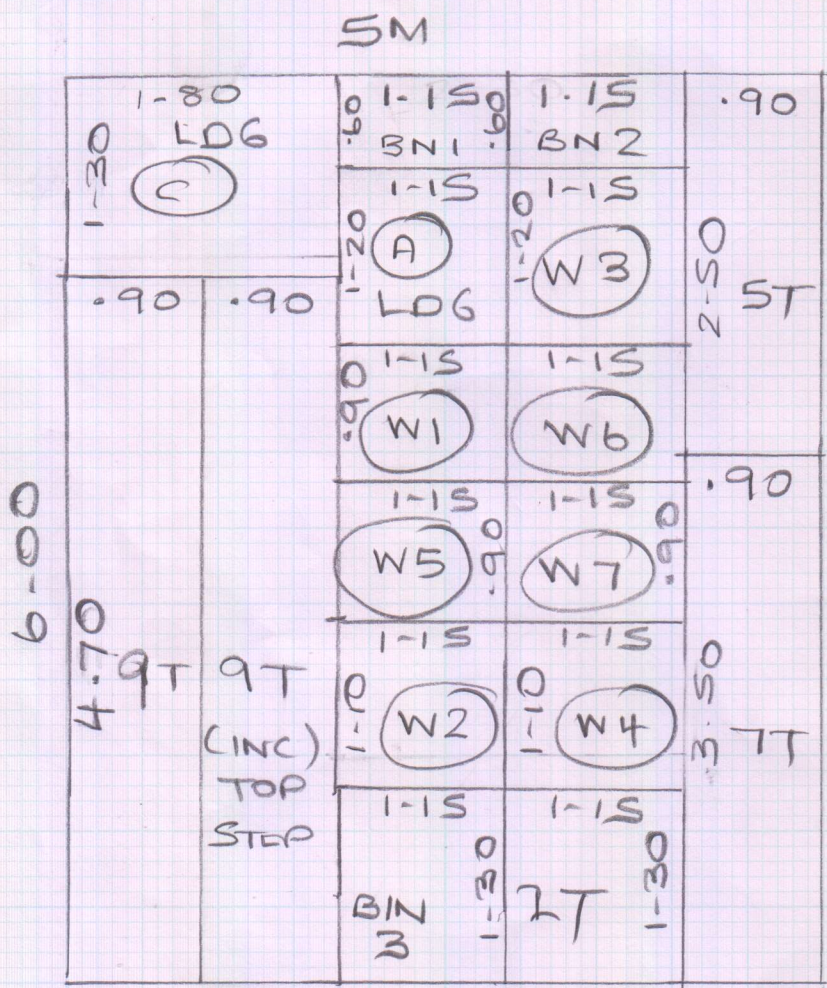 5M
1-80
LDG
C
1-30
.60
1-15
BN1
.60
1.15
BN2
.90
2-50
5T
1-15
1-20
A
LDG
1-15
1-20
W3
.90
.90
6-00
4.70
9T
9T
(INC)
TOP
STEP
1-15
.90
W1
1-15
W6
1-15
W5
.90
1-15
W7
.90
.90
3.50
7T
1-15
1-10
W2
1-15
1-10
W4
1-15
1-30
BIN
3
1-15
1-30